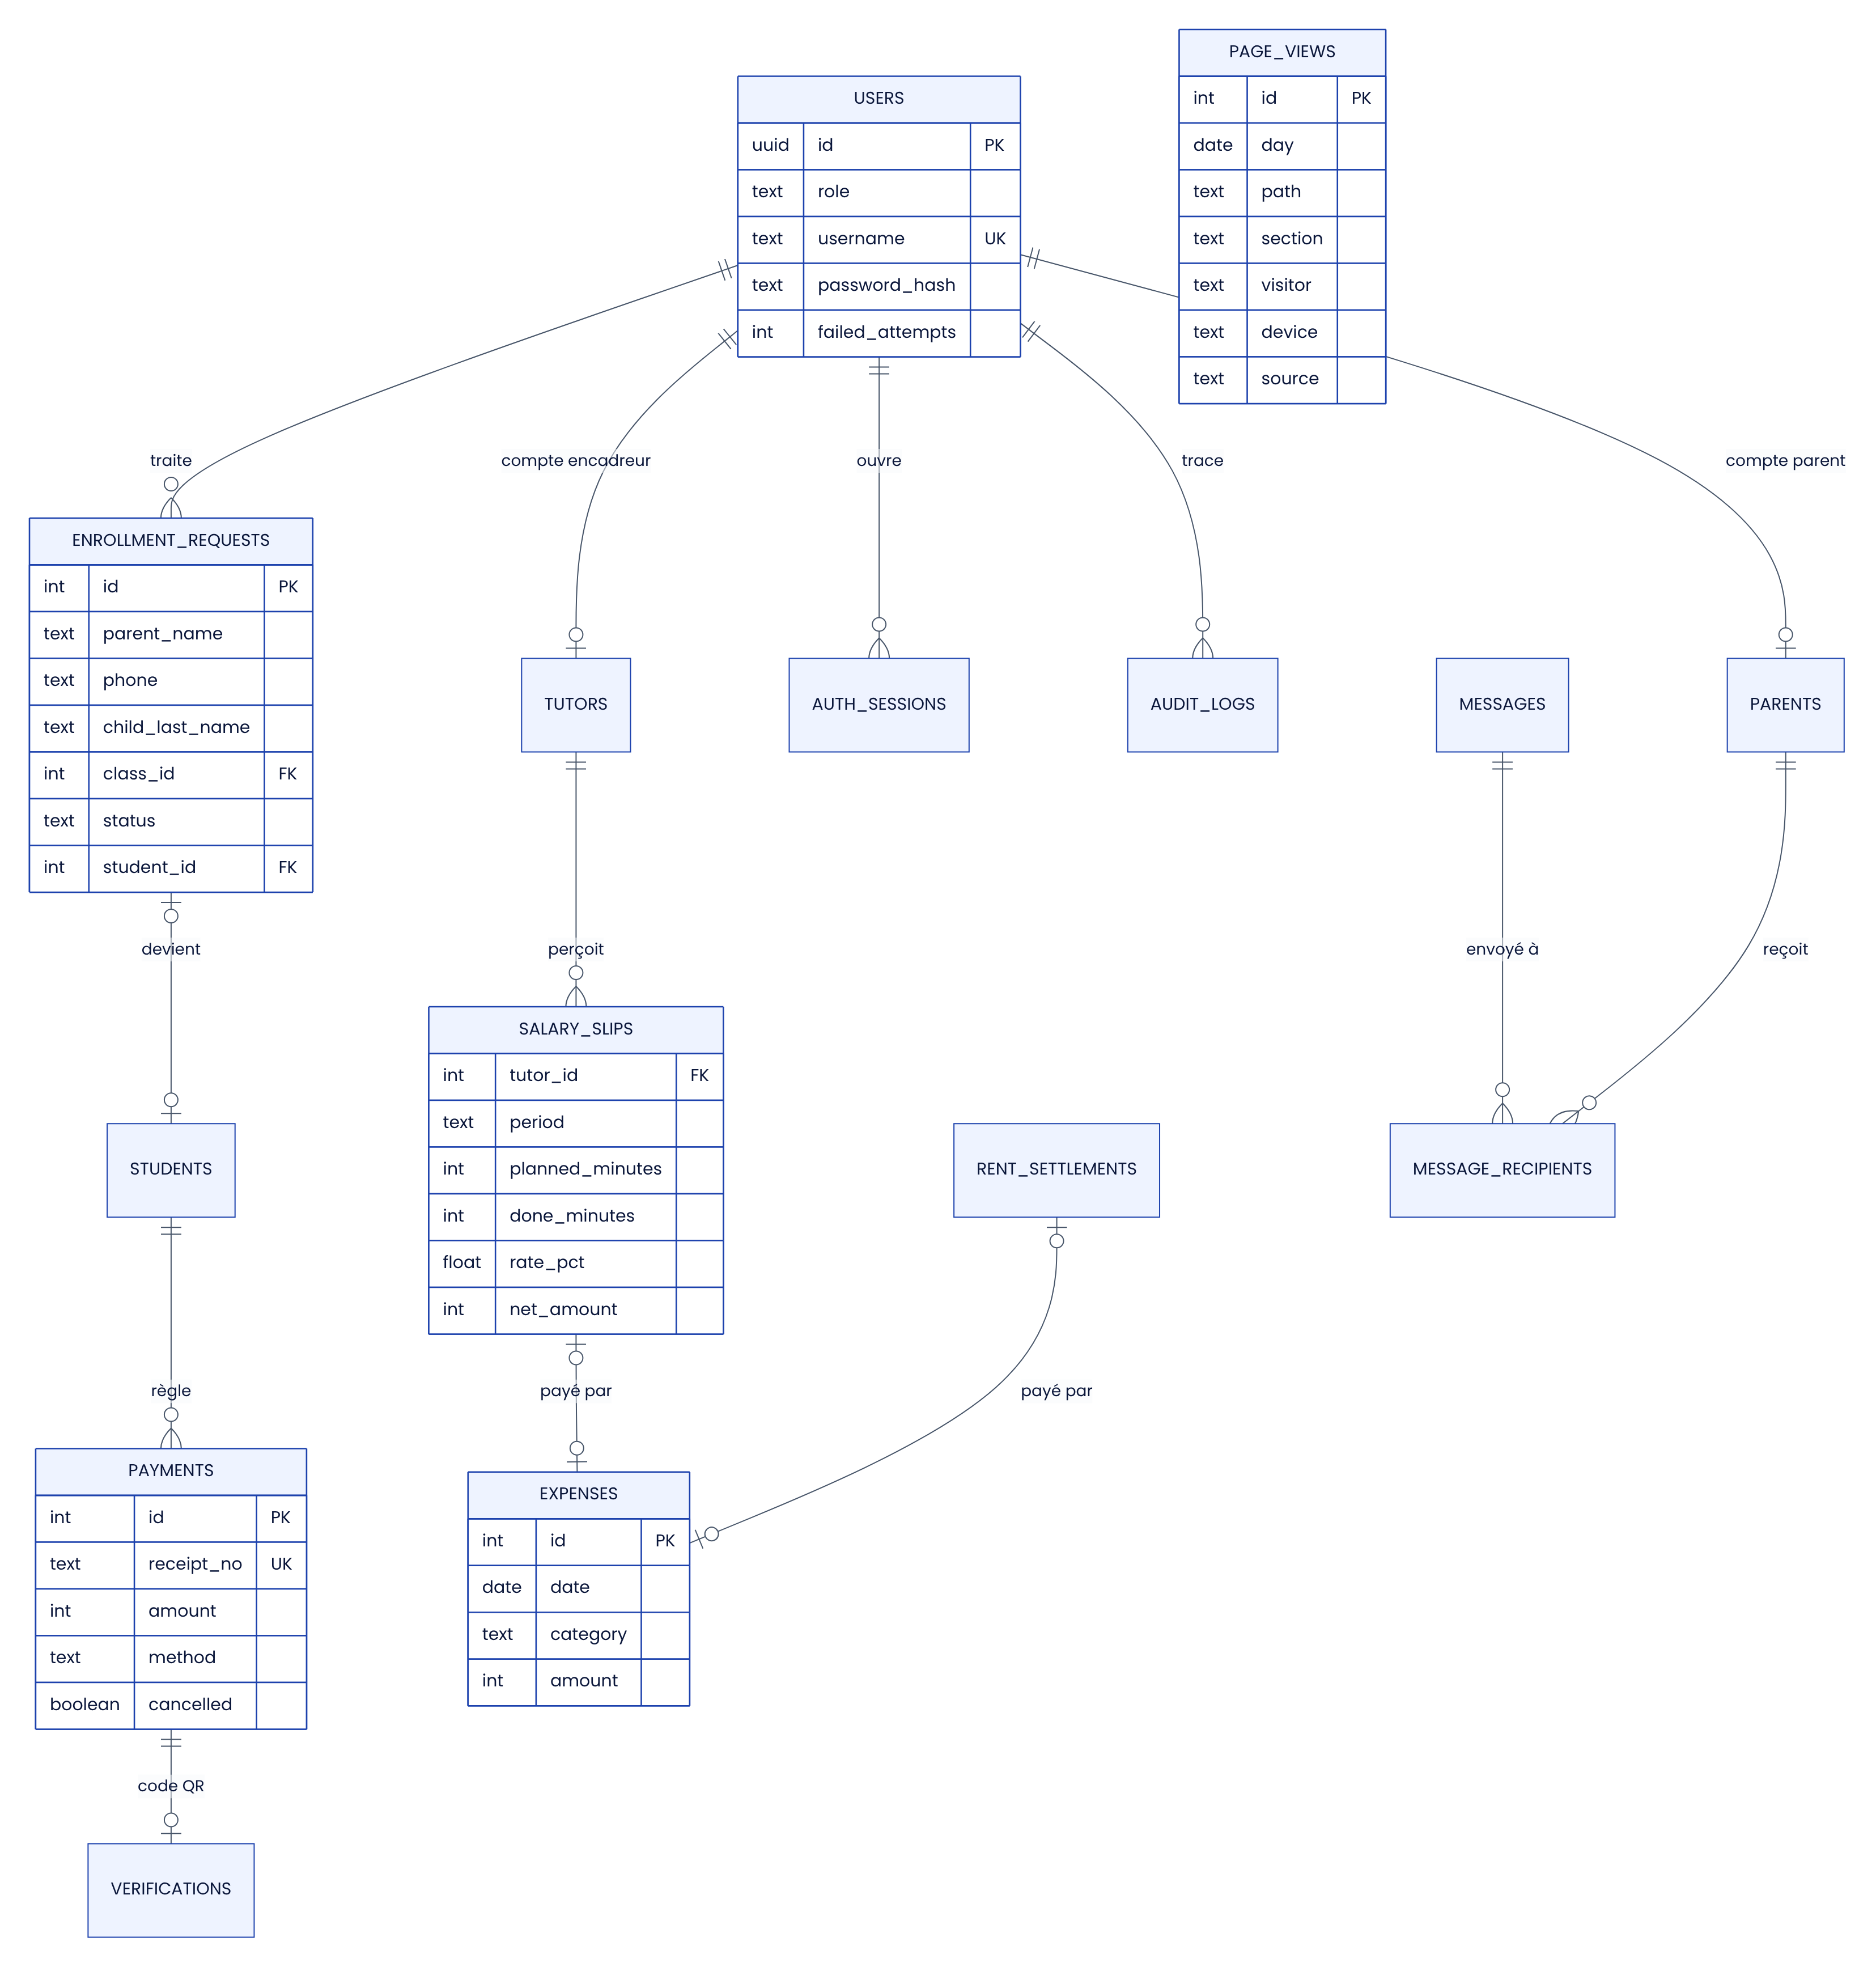 PAGE_VIEWS
int id PK
date day
text path
text section
text visitor
text device
text source
USERS
uuid id PK
text role
text username UK
text password_hash
int failed_attempts
traite
compte encadreur
ouvre
trace
compte parent
ENROLLMENT_REQUESTS
int id PK
text parent_name
text phone
text child_last_name
int class_id FK
text status
int student_id FK
TUTORS
AUTH_SESSIONS
AUDIT_LOGS
MESSAGES
PARENTS
devient
perçoit
envoyé à
reçoit
SALARY_SLIPS
int tutor_id FK
text period
int planned_minutes
int done_minutes
float rate_pct
int net_amount
STUDENTS
RENT_SETTLEMENTS
MESSAGE_RECIPIENTS
règle
payé par
payé par
PAYMENTS
int id PK
text receipt_no UK
int amount
text method
boolean cancelled
EXPENSES
int id PK
date date
text category
int amount
code QR
VERIFICATIONS